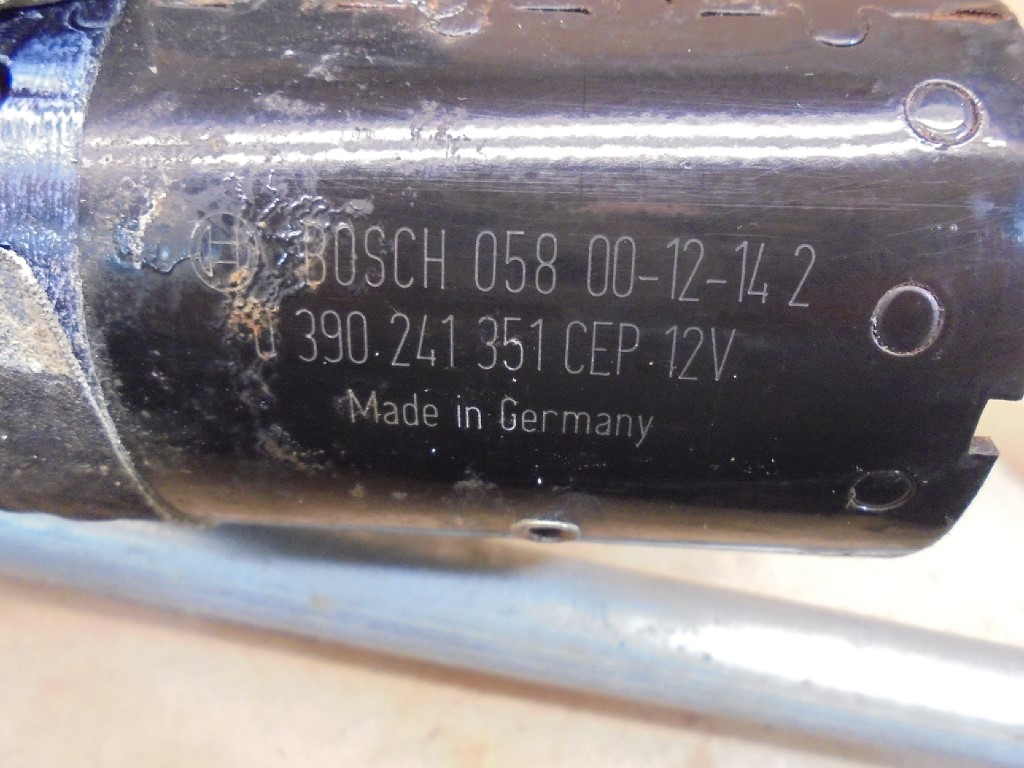 BOSCH 058 00-12-14 2
0 390 241 351 CEP 12V
Made in Germany